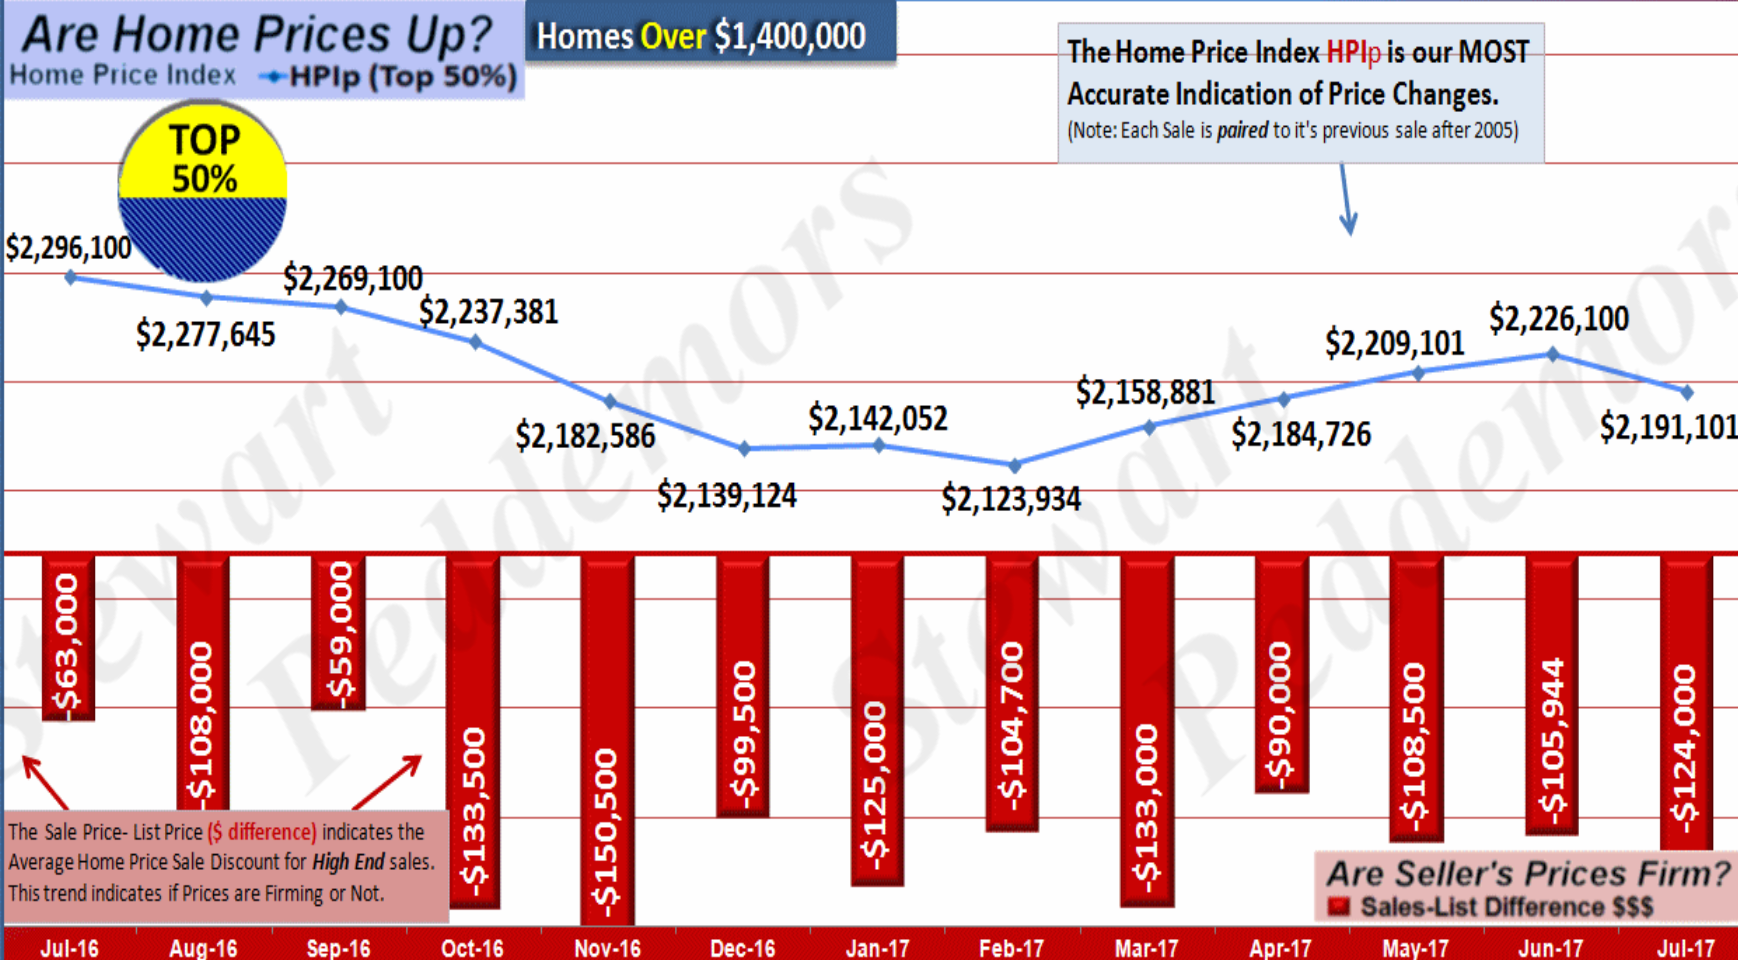 Are Home Prices Up?
Home Price Index HPIp (Top 50%)
Homes Over $1,400,000
The Home Price Index HPIp is our MOST
Accurate Indication of Price Changes.
(Note: Each Sale is paired to it's previous sale after 2005)
TOP
50%
$2,296,100
$2,277,645
$2,269,100
$2,237,381
$2,182,586
$2,139,124
$2,142,052
$2,123,934
$2,158,881
$2,184,726
$2,209,101
$2,226,100
$2,191,101
Stewart
Peddemors
Stewart
Peddemors
-$63,000
-$108,000
-$59,000
-$133,500
-$150,500
-$99,500
-$125,000
-$104,700
-$133,000
-$90,000
-$108,500
-$105,944
-$124,000
The Sale Price- List Price ($ difference) indicates the
Average Home Price Sale Discount for High End sales.
This trend indicates if Prices are Firming or Not.
Are Seller's Prices Firm?
Sales-List Difference $$$
Jul-16 Aug-16 Sep-16 Oct-16 Nov-16 Dec-16 Jan-17 Feb-17 Mar-17 Apr-17 May-17 Jun-17 Jul-17